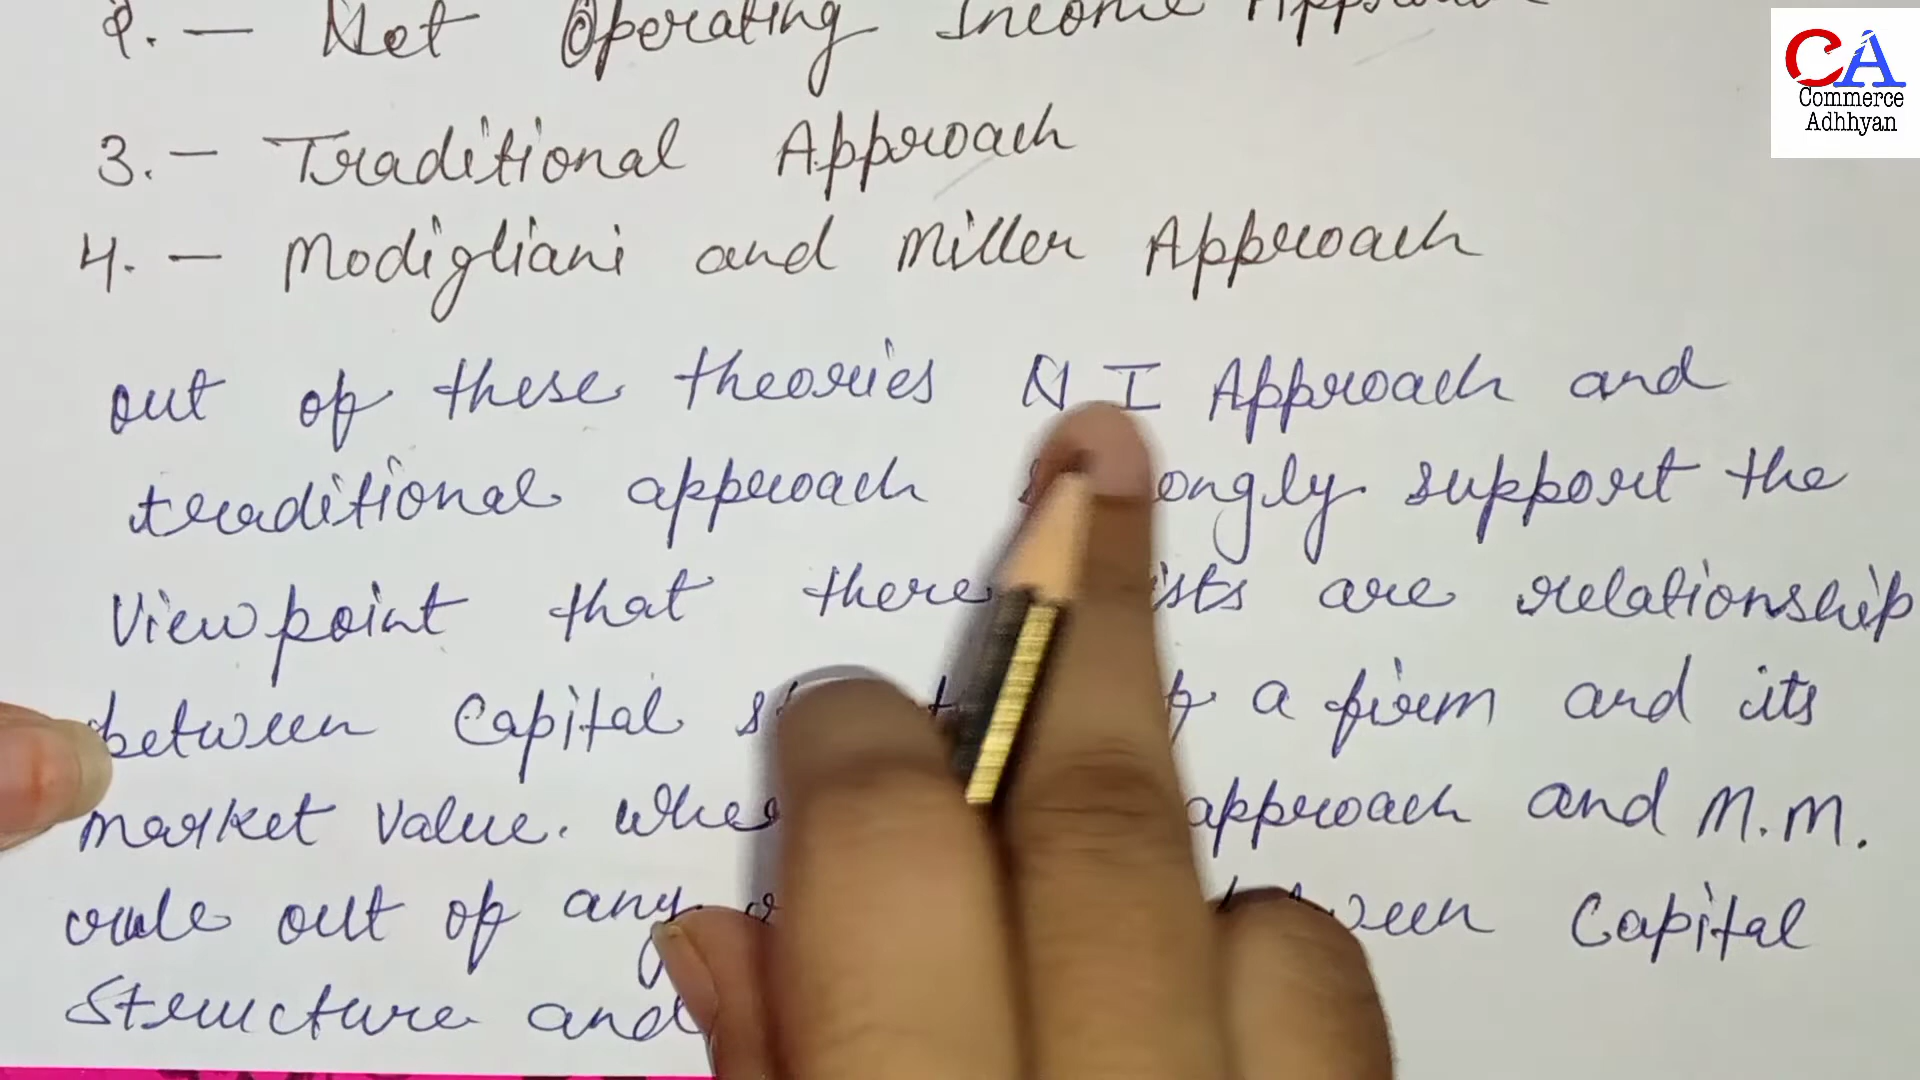 2. — Net Operating Income Approach
3. — Traditional Approach
4. — Modigliani and Miller Approach
out of these theories N I Approach and
traditional approach strongly support the
Viewpoint that there are relationship
between Capital a firm and its
market value. approach and M.M.
rule out of any Capital
Structure and
CA
Commerce
Adhhyan